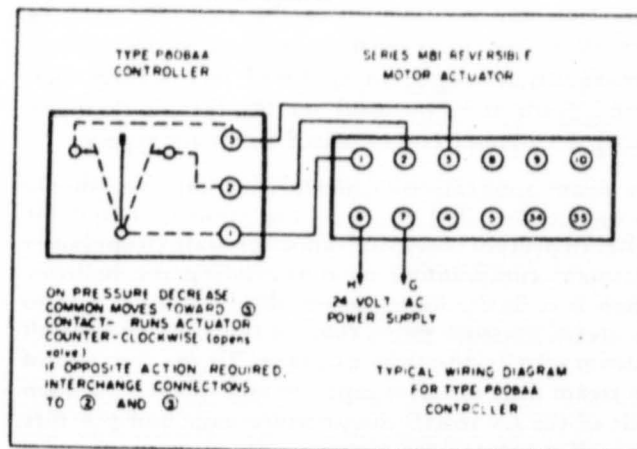 TYPE P80BAA
CONTROLLER
SERIES M81 REVERSIBLE
MOTOR ACTUATOR
3
2
1
1 2 3 8 9 10
6 7 4 5 34 35
H G
24 VOLT AC
POWER SUPPLY
ON PRESSURE DECREASE
COMMON MOVES TOWARD ③
CONTACT- RUNS ACTUATOR
COUNTER-CLOCKWISE (opens
valve)
IF OPPOSITE ACTION REQUIRED,
INTERCHANGE CONNECTIONS
TO ② AND ③
TYPICAL WIRING DIAGRAM
FOR TYPE P80BAA
CONTROLLER